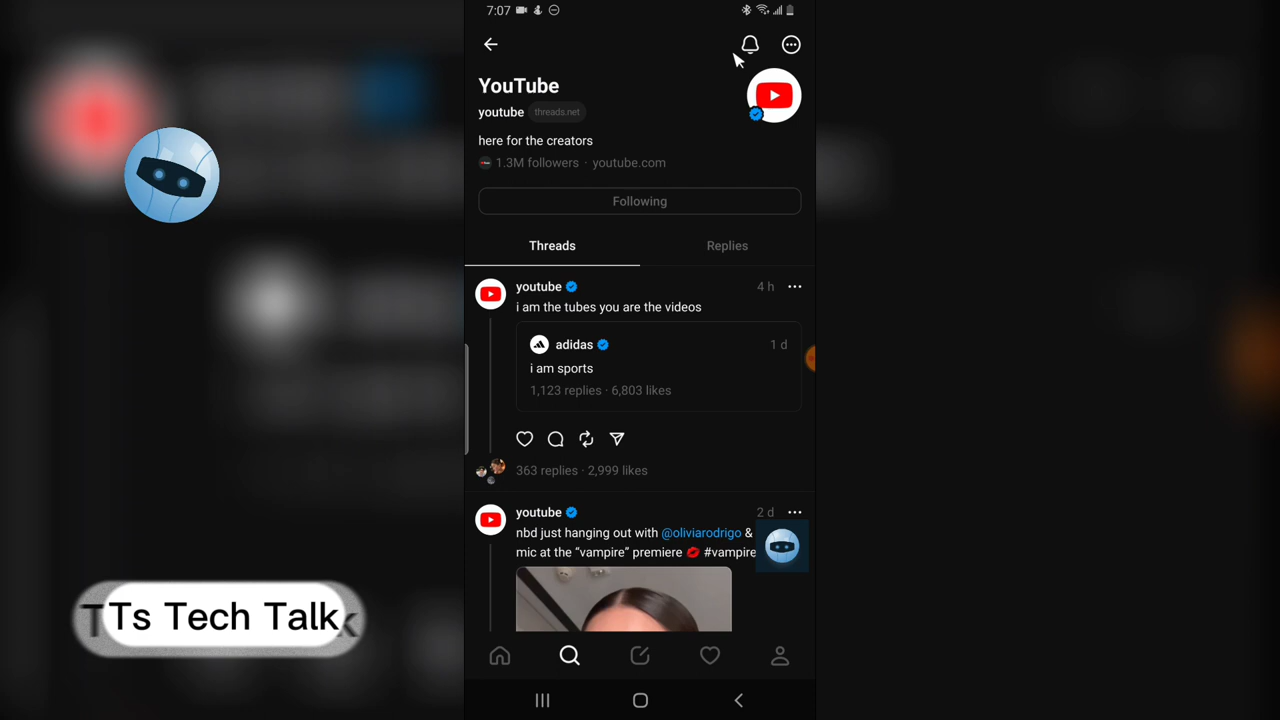 7:07
YouTube
youtube threads.net
here for the creators
1.3M followers · youtube.com
Following
Threads Replies
youtube 4 h
i am the tubes you are the videos
adidas 1 d
i am sports
1,123 replies · 6,803 likes
363 replies · 2,999 likes
youtube 2 d
nbd just hanging out with @oliviarodrigo &
mic at the “vampire” premiere 💋 #vampire
Ts Tech Talk